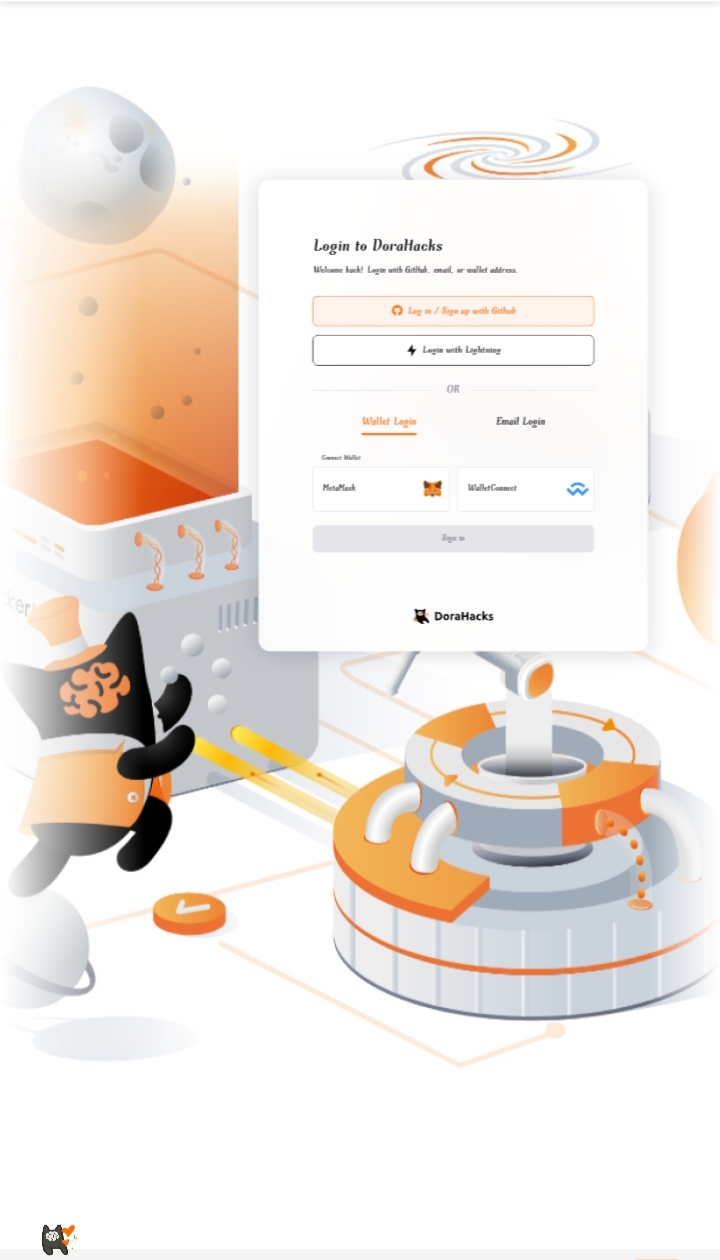 Login to DoraHacks
Welcome back! Login with GitHub, email, or wallet address.
Log in / Sign up with Github
Login with Lightning
OR
Wallet Login
Email Login
Connect Wallet
MetaMask
WalletConnect
Sign in
DoraHacks